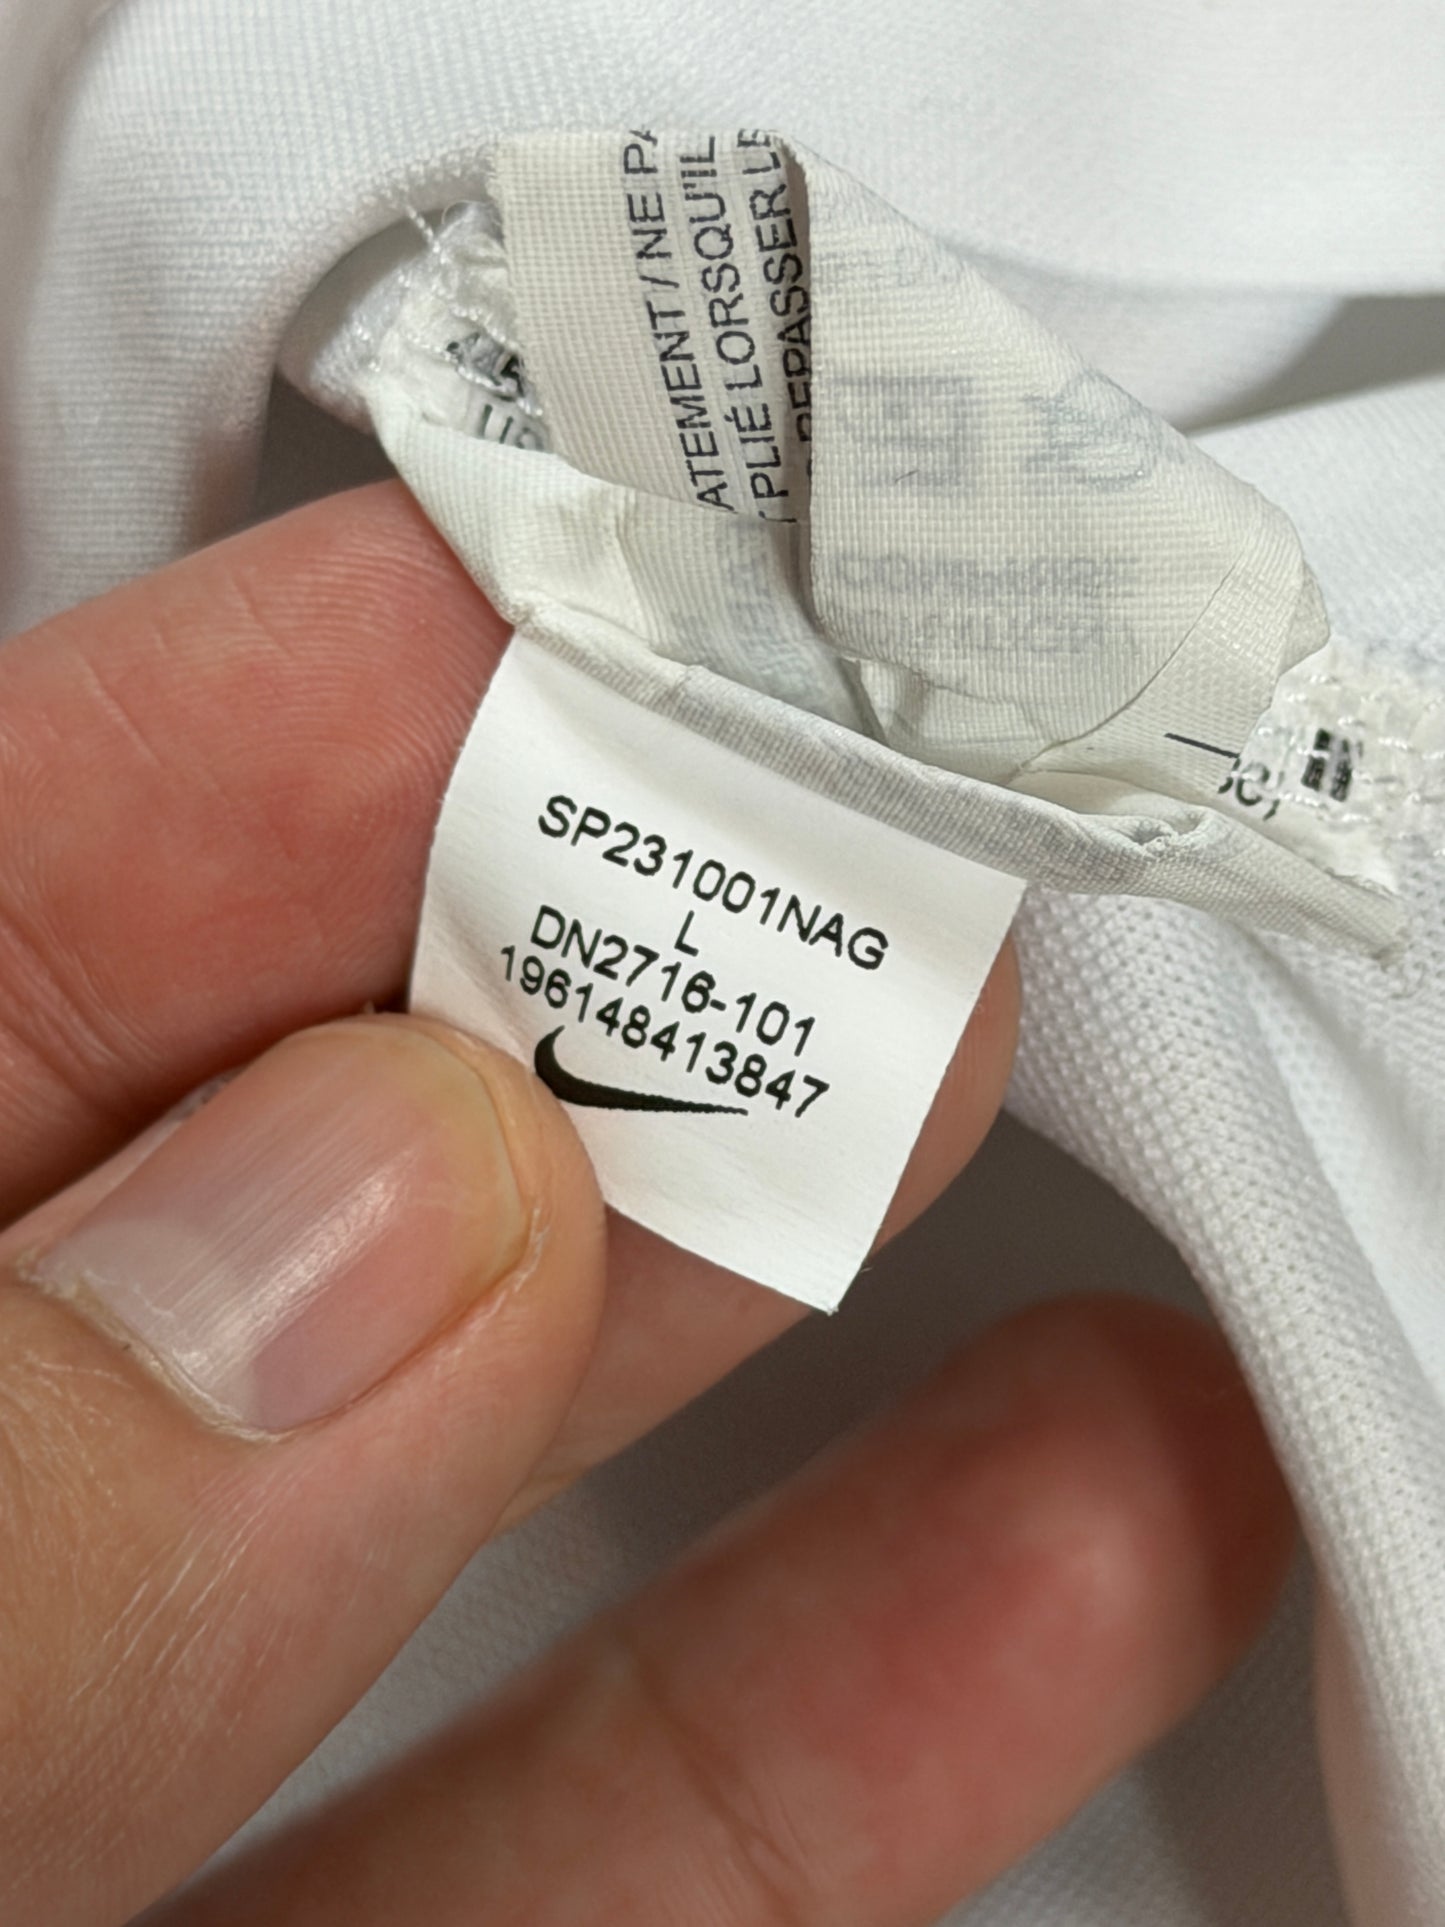 ATEMENT / NE PA
PLIÉ LORSQU'IL
REPASSER LE
SP231001NAG
L
DN2716-101
196148413847